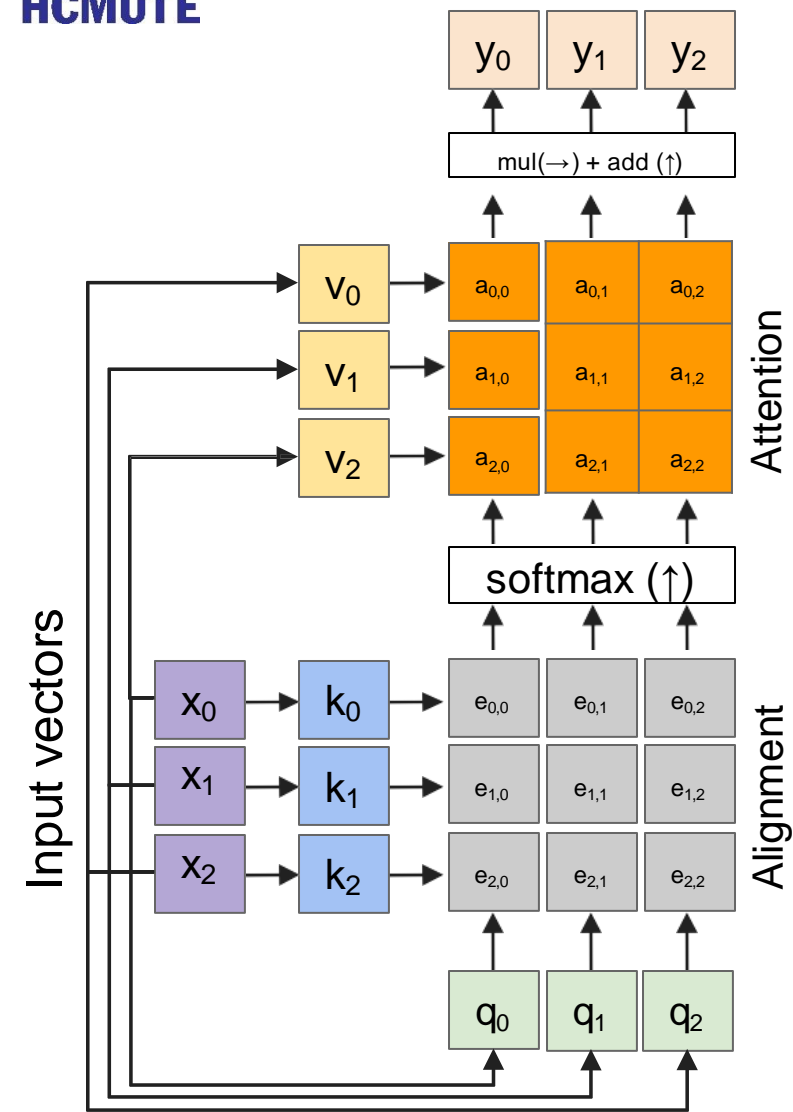 HCMUTE
y₀ y₁ y₂
mul(→) + add (↑)
v₀ a₀,₀ a₀,₁ a₀,₂
v₁ a₁,₀ a₁,₁ a₁,₂
v₂ a₂,₀ a₂,₁ a₂,₂
Attention
softmax (↑)
Input vectors
x₀ k₀ e₀,₀ e₀,₁ e₀,₂
x₁ k₁ e₁,₀ e₁,₁ e₁,₂
x₂ k₂ e₂,₀ e₂,₁ e₂,₂
Alignment
q₀ q₁ q₂